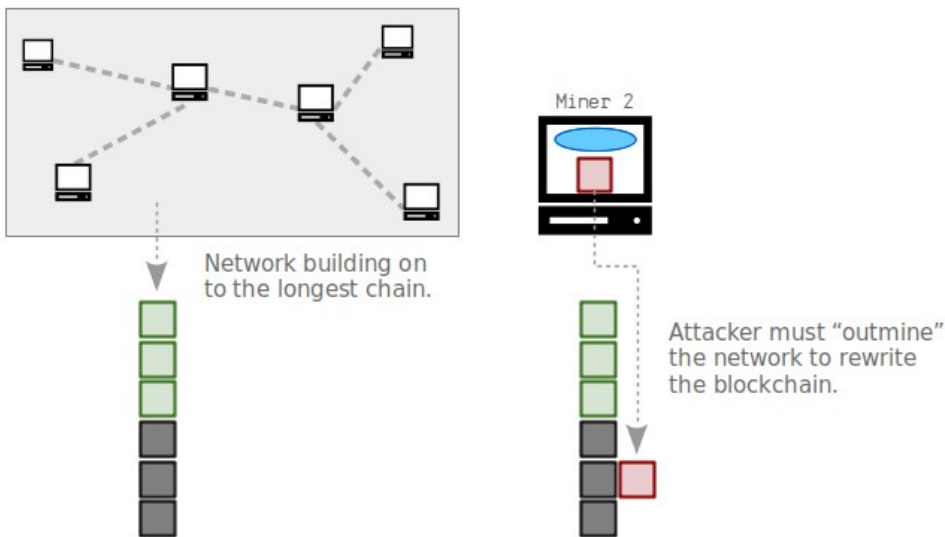 Miner 2
Network building on
to the longest chain.
Attacker must “outmine”
the network to rewrite
the blockchain.